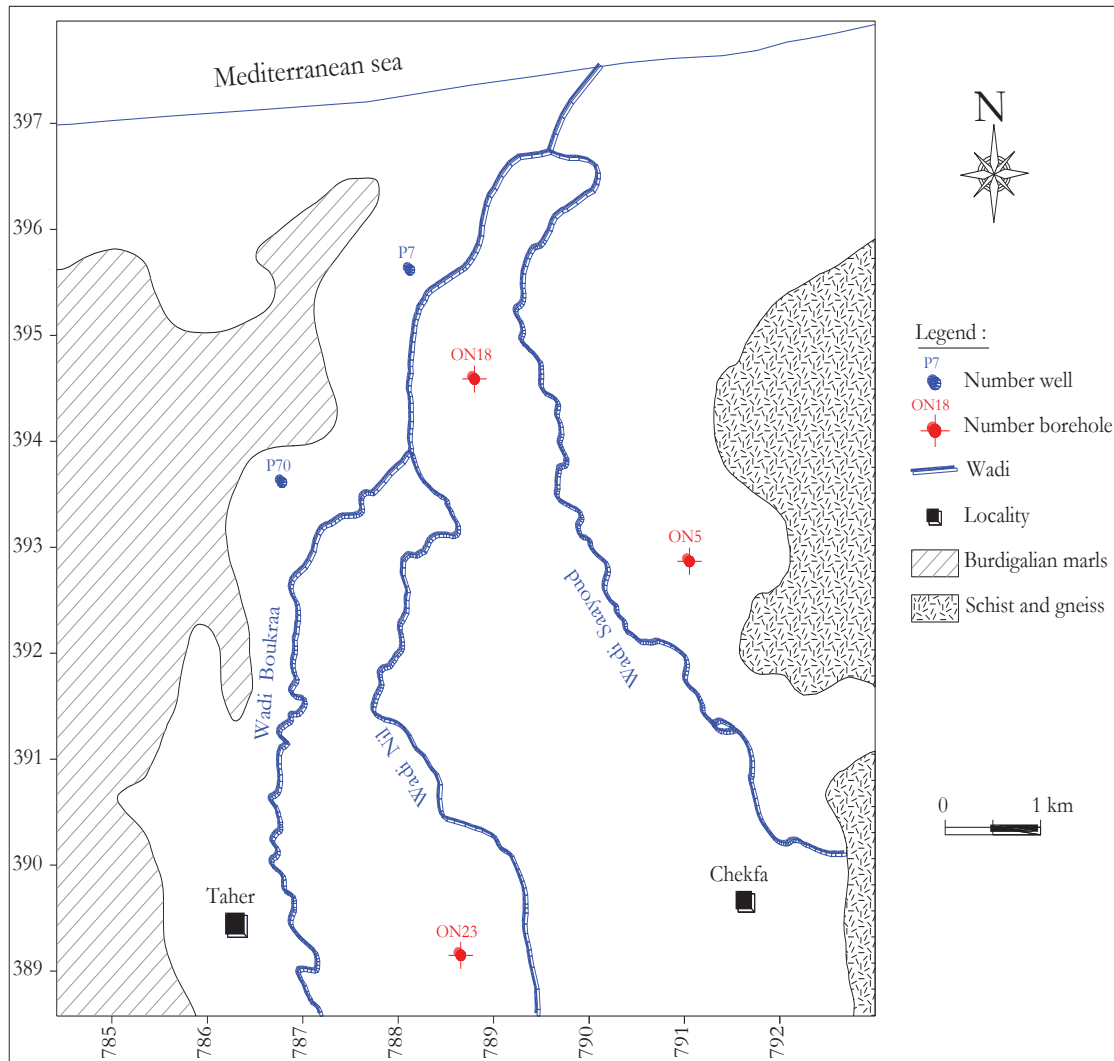 Mediterranean sea
N
397
396
395
394
393
392
391
390
389
P7
ON18
P70
ON5
Wadi Boukraa
Wadi Nil
Wadi Saayoud
Taher
Chekfa
ON23
785
786
787
788
789
790
791
792
Legend :
P7
Number well
ON18
Number borehole
Wadi
Locality
Burdigalian marls
Schist and gneiss
0 1 km